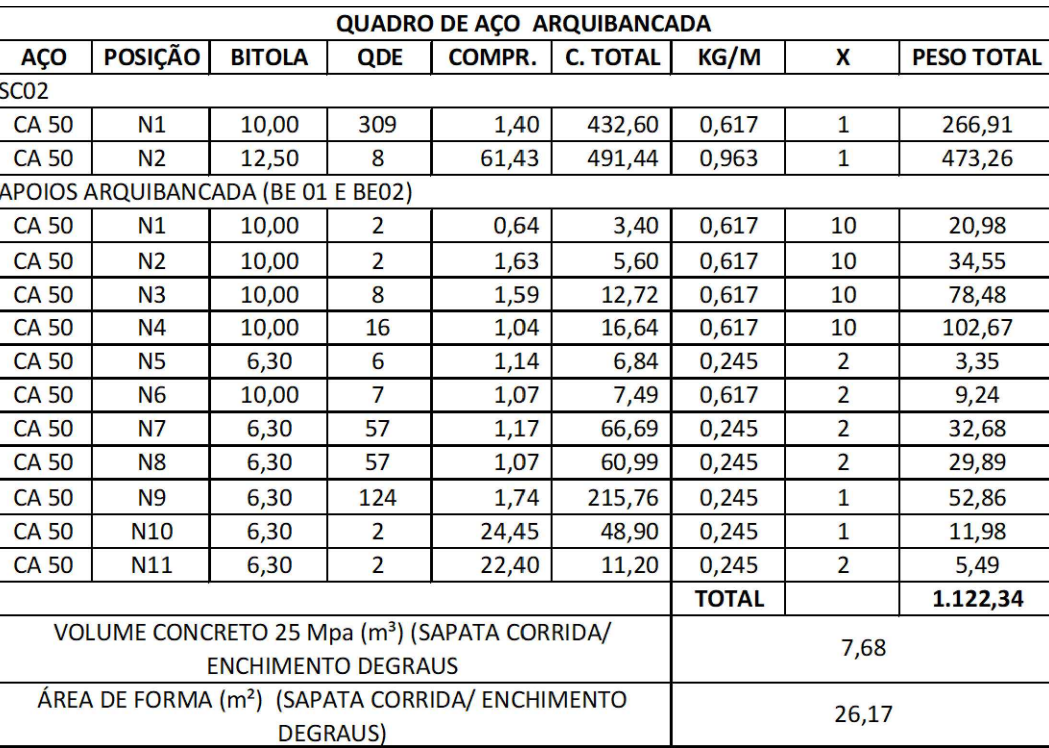 QUADRO DE AÇO ARQUIBANCADA
AÇO POSIÇÃO BITOLA QDE COMPR. C. TOTAL KG/M X PESO TOTAL
SC02
CA 50 N1 10,00 309 1,40 432,60 0,617 1 266,91
CA 50 N2 12,50 8 61,43 491,44 0,963 1 473,26
APOIOS ARQUIBANCADA (BE 01 E BE02)
CA 50 N1 10,00 2 0,64 3,40 0,617 10 20,98
CA 50 N2 10,00 2 1,63 5,60 0,617 10 34,55
CA 50 N3 10,00 8 1,59 12,72 0,617 10 78,48
CA 50 N4 10,00 16 1,04 16,64 0,617 10 102,67
CA 50 N5 6,30 6 1,14 6,84 0,245 2 3,35
CA 50 N6 10,00 7 1,07 7,49 0,617 2 9,24
CA 50 N7 6,30 57 1,17 66,69 0,245 2 32,68
CA 50 N8 6,30 57 1,07 60,99 0,245 2 29,89
CA 50 N9 6,30 124 1,74 215,76 0,245 1 52,86
CA 50 N10 6,30 2 24,45 48,90 0,245 1 11,98
CA 50 N11 6,30 2 22,40 11,20 0,245 2 5,49
TOTAL 1.122,34
VOLUME CONCRETO 25 Mpa (m³) (SAPATA CORRIDA/
ENCHIMENTO DEGRAUS
7,68
ÁREA DE FORMA (m²) (SAPATA CORRIDA/ ENCHIMENTO
DEGRAUS)
26,17